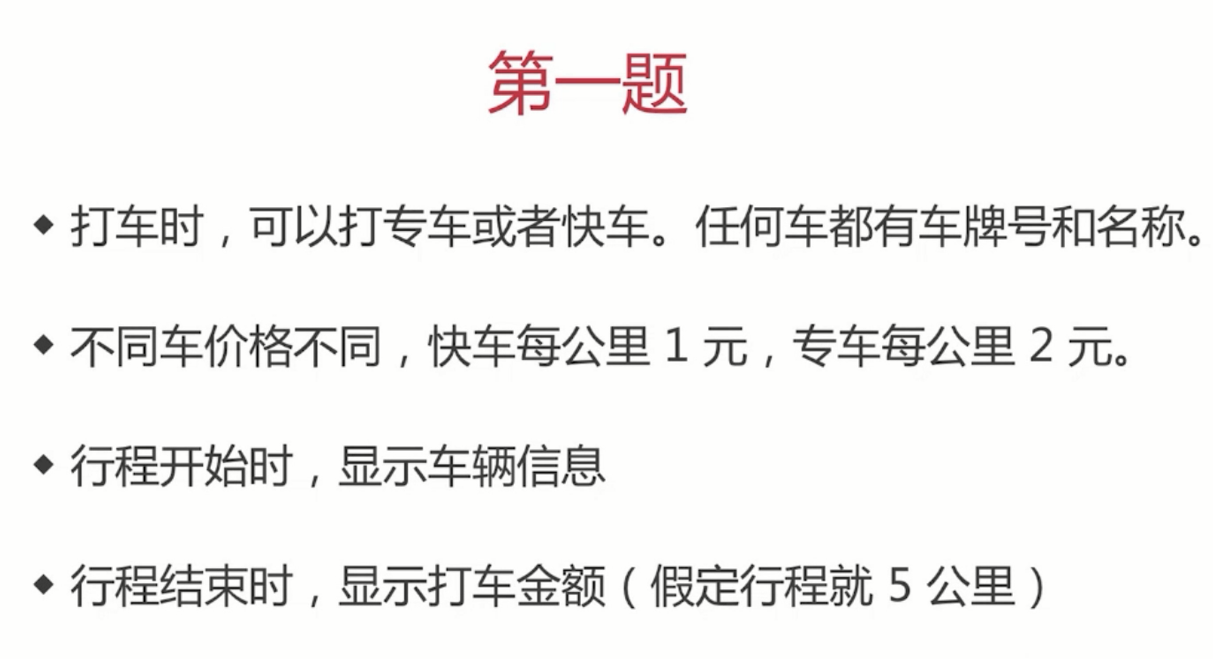 第一题
◆ 打车时，可以打专车或者快车。任何车都有车牌号和名称。
◆ 不同车价格不同，快车每公里 1 元，专车每公里 2 元。
◆ 行程开始时，显示车辆信息
◆ 行程结束时，显示打车金额（假定行程就 5 公里）